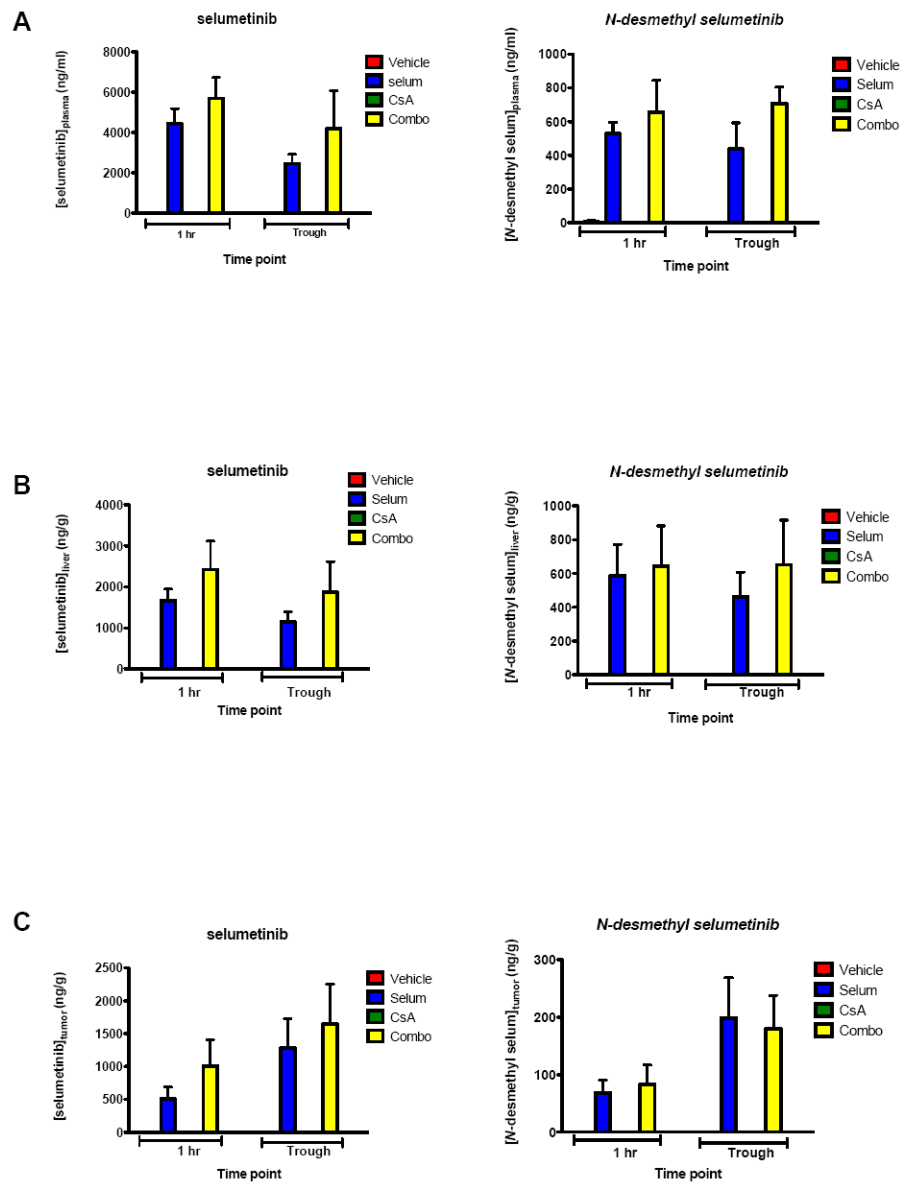 A
selumetinib
[selumetinib]plasma (ng/ml)
8000
6000
4000
2000
0
1 hr
Trough
Time point
Vehicle
selum
CsA
Combo
N-desmethyl selumetinib
[N-desmethyl selum]plasma (ng/ml)
1000
800
600
400
200
0
1 hr
Trough
Time point
Vehicle
Selum
CsA
Combo
B
selumetinib
[selumetinib]liver (ng/g)
4000
3000
2000
1000
0
1 hr
Trough
Time point
Vehicle
Selum
CsA
Combo
N-desmethyl selumetinib
[N-desmethyl selum]liver (ng/g)
1000
800
600
400
200
0
1 hr
Trough
Time point
Vehicle
Selum
CsA
Combo
C
selumetinib
[selumetinib]tumor (ng/g)
2500
2000
1500
1000
500
0
1 hr
Trough
Time point
Vehicle
Selum
CsA
Combo
N-desmethyl selumetinib
[N-desmethyl selum]tumor (ng/g)
300
200
100
0
1 hr
Trough
Time point
Vehicle
Selum
CsA
Combo